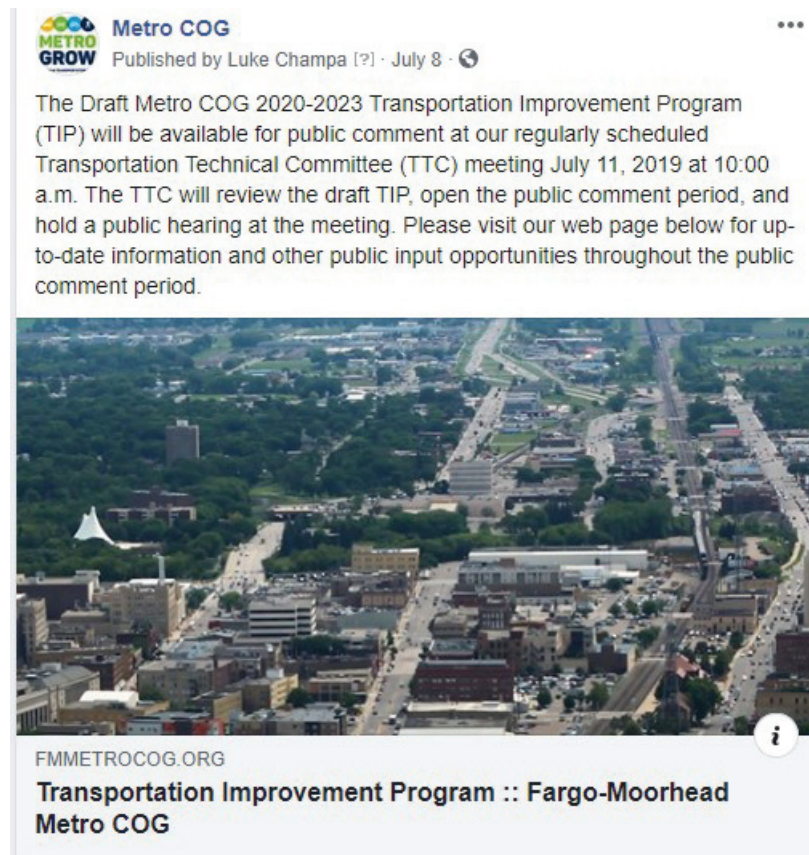 METRO
GROW
Metro COG
Published by Luke Champa [?] · July 8 ·
The Draft Metro COG 2020-2023 Transportation Improvement Program
(TIP) will be available for public comment at our regularly scheduled
Transportation Technical Committee (TTC) meeting July 11, 2019 at 10:00
a.m. The TTC will review the draft TIP, open the public comment period, and
hold a public hearing at the meeting. Please visit our web page below for up-
to-date information and other public input opportunities throughout the public
comment period.
i
FMMETROCOG.ORG
Transportation Improvement Program :: Fargo-Moorhead
Metro COG